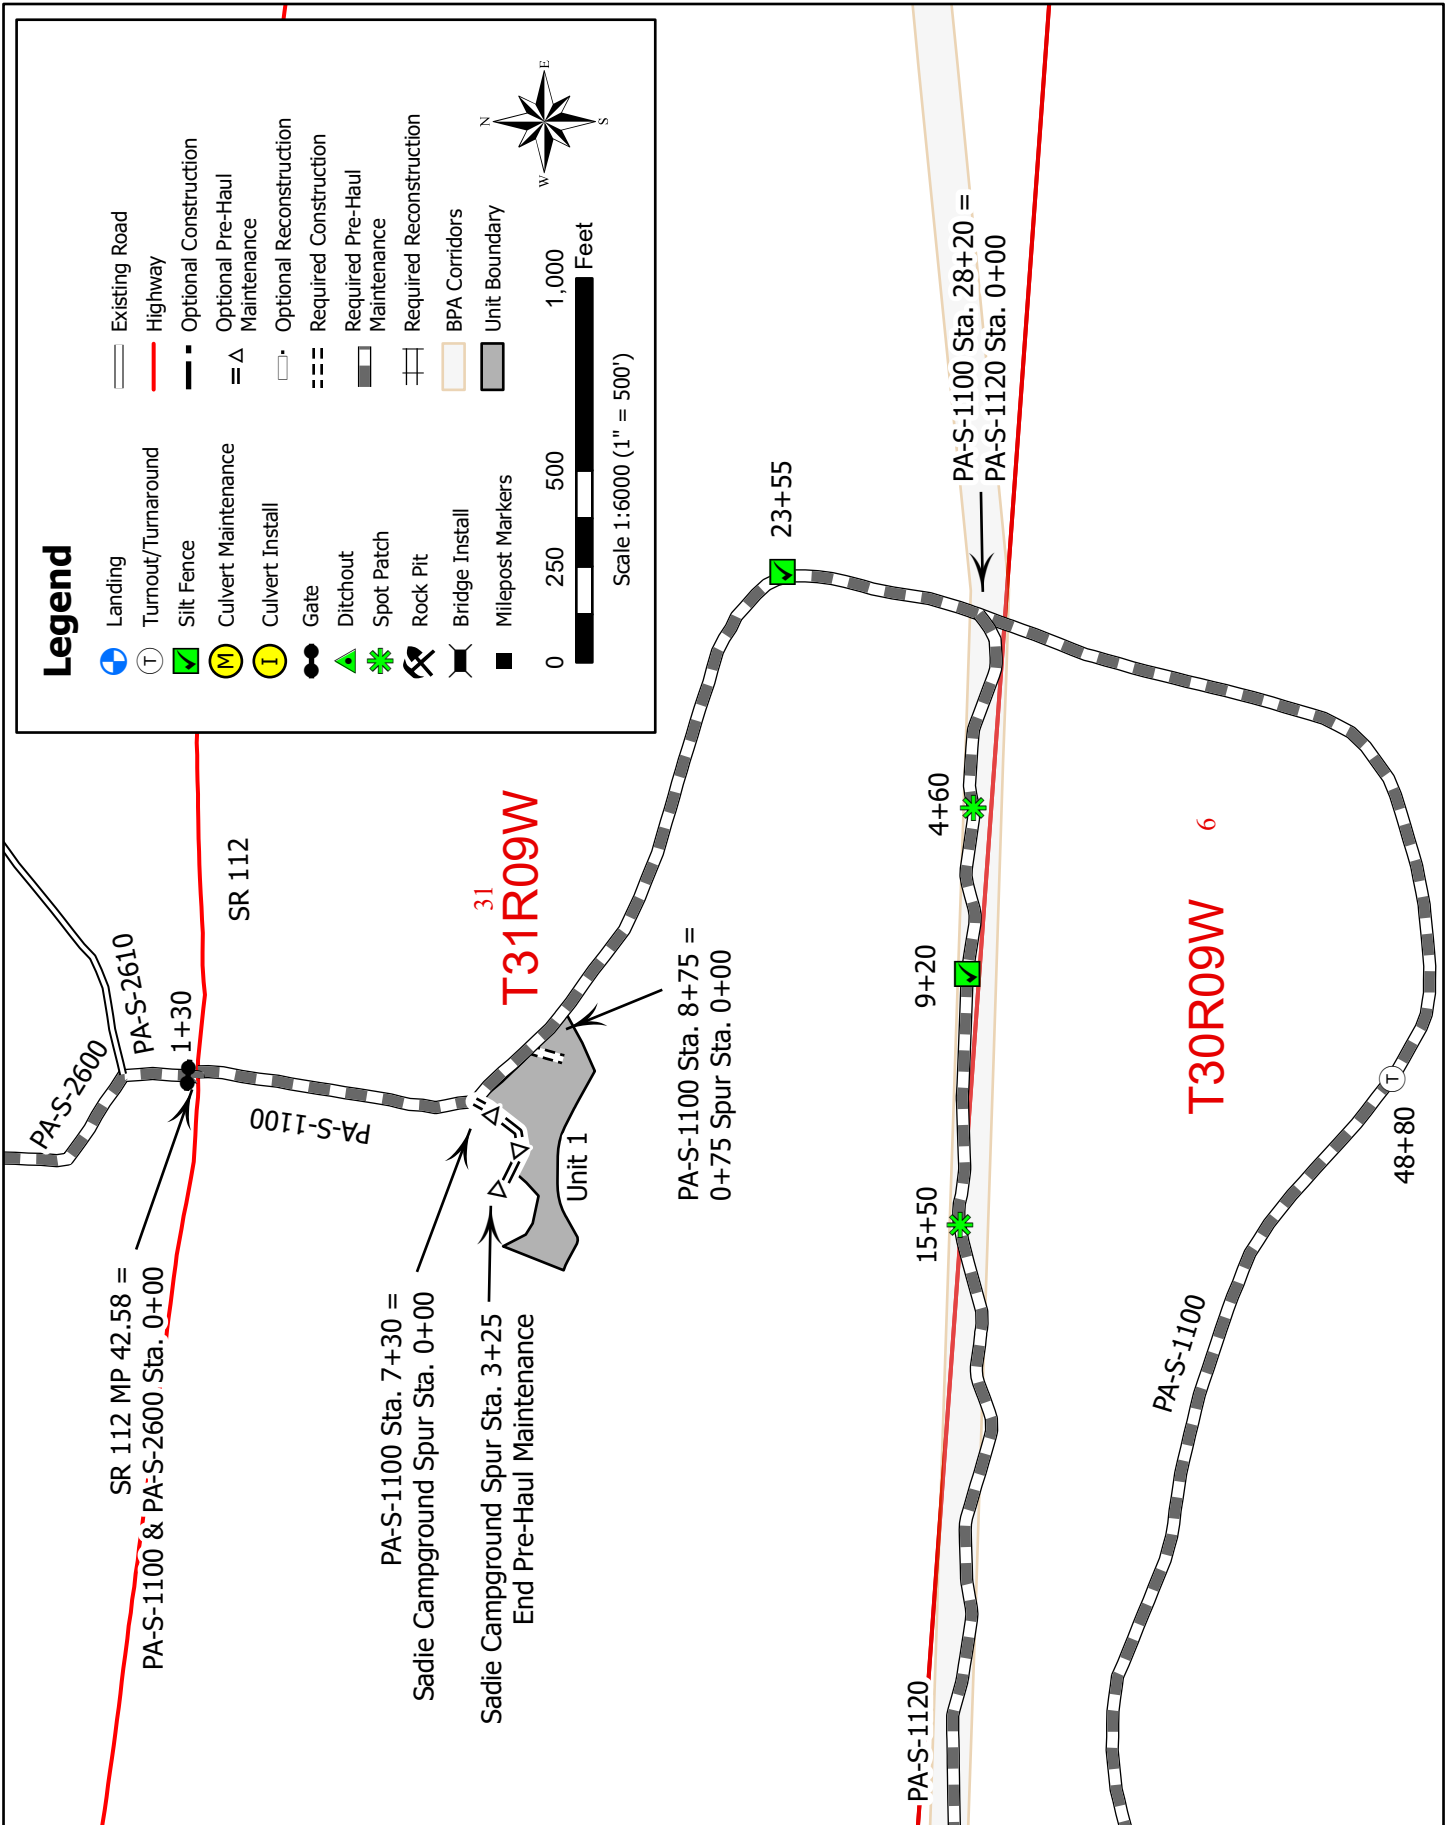 Legend
Landing
Turnout/Turnaround
T
Silt Fence
Culvert Maintenance
M
Culvert Install
I
Gate
Ditchout
Spot Patch
Rock Pit
Bridge Install
Milepost Markers
Existing Road
Highway
Optional Construction
Optional Pre-Haul
Maintenance
Optional Reconstruction
Required Construction
Required Pre-Haul
Maintenance
Required Reconstruction
BPA Corridors
Unit Boundary
N
E
S
W
0
250
500
1,000
Feet
Scale 1:6000 (1" = 500')
PA-S-2600
PA-S-2610
1+30
SR 112
SR 112 MP 42.58 =
PA-S-1100 & PA-S-2600 Sta. 0+00
PA-S-1100
31
T31R09W
PA-S-1100 Sta. 7+30 =
Sadie Campground Spur Sta. 0+00
Sadie Campground Spur Sta. 3+25
End Pre-Haul Maintenance
Unit 1
PA-S-1100 Sta. 8+75 =
0+75 Spur Sta. 0+00
23+55
PA-S-1100 Sta. 28+20 =
PA-S-1120 Sta. 0+00
4+60
9+20
15+50
PA-S-1120
6
T30R09W
T
48+80
PA-S-1100